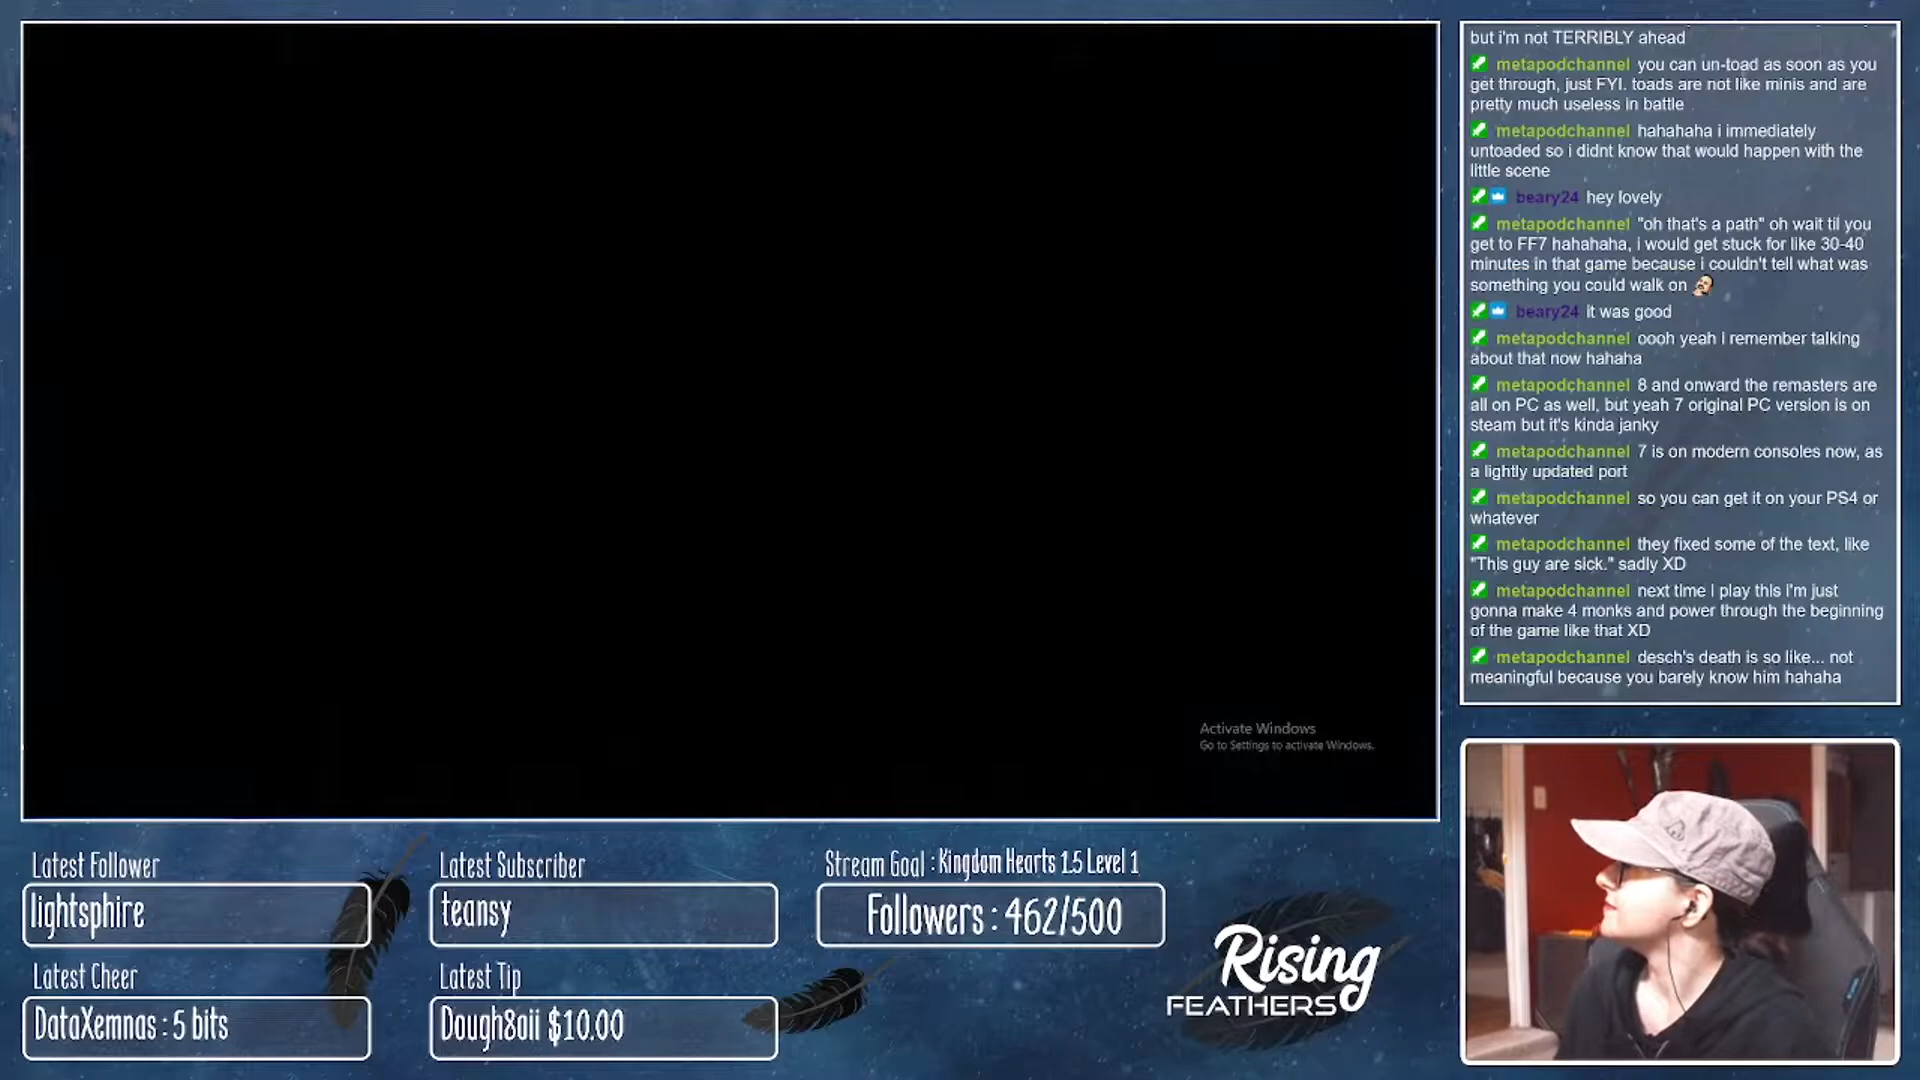 but i'm not TERRIBLY ahead
metapodchannel you can un-toad as soon as you
get through, just FYI. toads are not like minis and are
pretty much useless in battle
metapodchannel hahahaha i immediately
untoaded so i didnt know that would happen with the
little scene
beary24 hey lovely
metapodchannel "oh that's a path" oh wait til you
get to FF7 hahahaha, i would get stuck for like 30-40
minutes in that game because i couldn't tell what was
something you could walk on
beary24 it was good
metapodchannel oooh yeah i remember talking
about that now hahaha
metapodchannel 8 and onward the remasters are
all on PC as well, but yeah 7 original PC version is on
steam but it's kinda janky
metapodchannel 7 is on modern consoles now, as
a lightly updated port
metapodchannel so you can get it on your PS4 or
whatever
metapodchannel they fixed some of the text, like
"This guy are sick." sadly XD
metapodchannel next time I play this I'm just
gonna make 4 monks and power through the beginning
of the game like that XD
metapodchannel desch's death is so like... not
meaningful because you barely know him hahaha
Activate Windows
Go to Settings to activate Windows.
Latest Follower
lightsphire
Latest Subscriber
teansy
Stream Goal : Kingdom Hearts 1.5 Level 1
Followers : 462/500
Latest Cheer
DataXemnas : 5 bits
Latest Tip
Dough8oii $10.00
Rising
FEATHERS